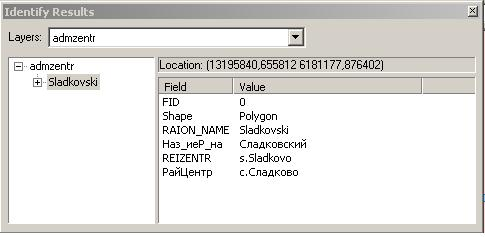 Identify Results
Layers: admzentr
admzentr
Sladkovski
Location: (13195840,655812 6181177,876402)
Field Value
FID 0
Shape Polygon
RAION_NAME Sladkovski
Наз_иеР_на Сладковский
REIZENTR s.Sladkovo
РайЦентр с.Сладково